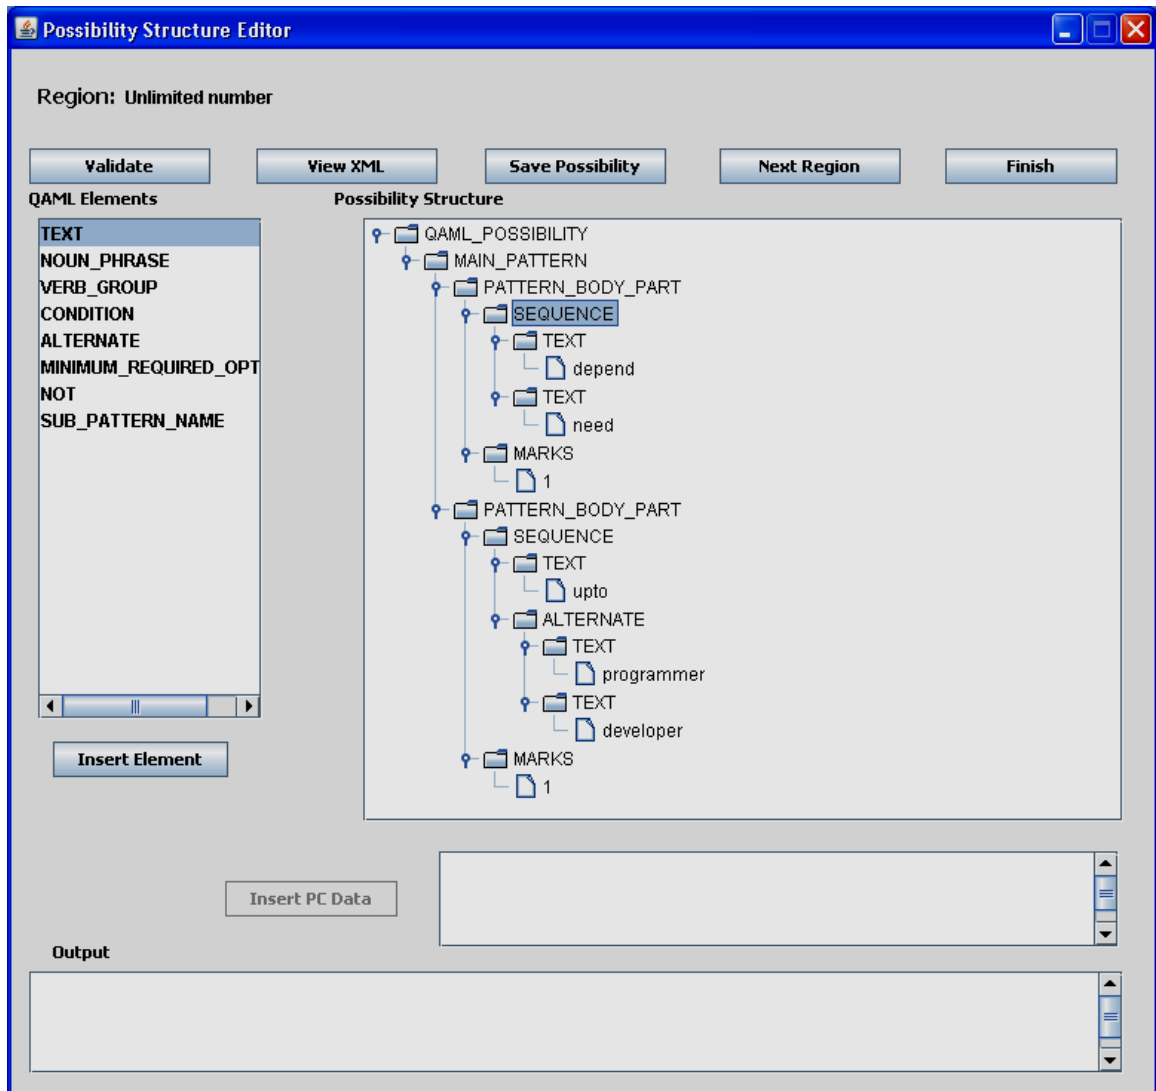 Possibility Structure Editor
Region: Unlimited number
Validate
View XML
Save Possibility
Next Region
Finish
QAML Elements
TEXT
NOUN_PHRASE
VERB_GROUP
CONDITION
ALTERNATE
MINIMUM_REQUIRED_OPT
NOT
SUB_PATTERN_NAME
Insert Element
Possibility Structure
QAML_POSSIBILITY
MAIN_PATTERN
PATTERN_BODY_PART
SEQUENCE
TEXT
depend
TEXT
need
MARKS
1
PATTERN_BODY_PART
SEQUENCE
TEXT
upto
ALTERNATE
TEXT
programmer
TEXT
developer
MARKS
1
Insert PC Data
Output